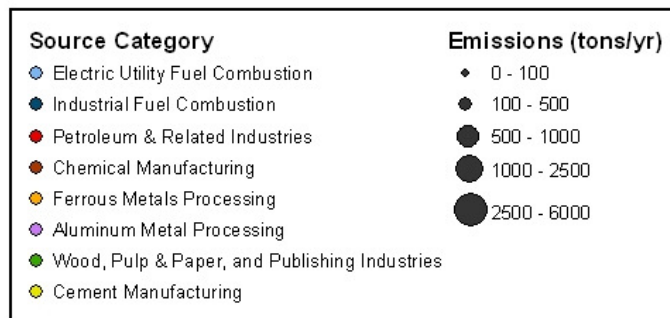 Source Category
Electric Utility Fuel Combustion
Industrial Fuel Combustion
Petroleum & Related Industries
Chemical Manufacturing
Ferrous Metals Processing
Aluminum Metal Processing
Wood, Pulp & Paper, and Publishing Industries
Cement Manufacturing
Emissions (tons/yr)
0 - 100
100 - 500
500 - 1000
1000 - 2500
2500 - 6000